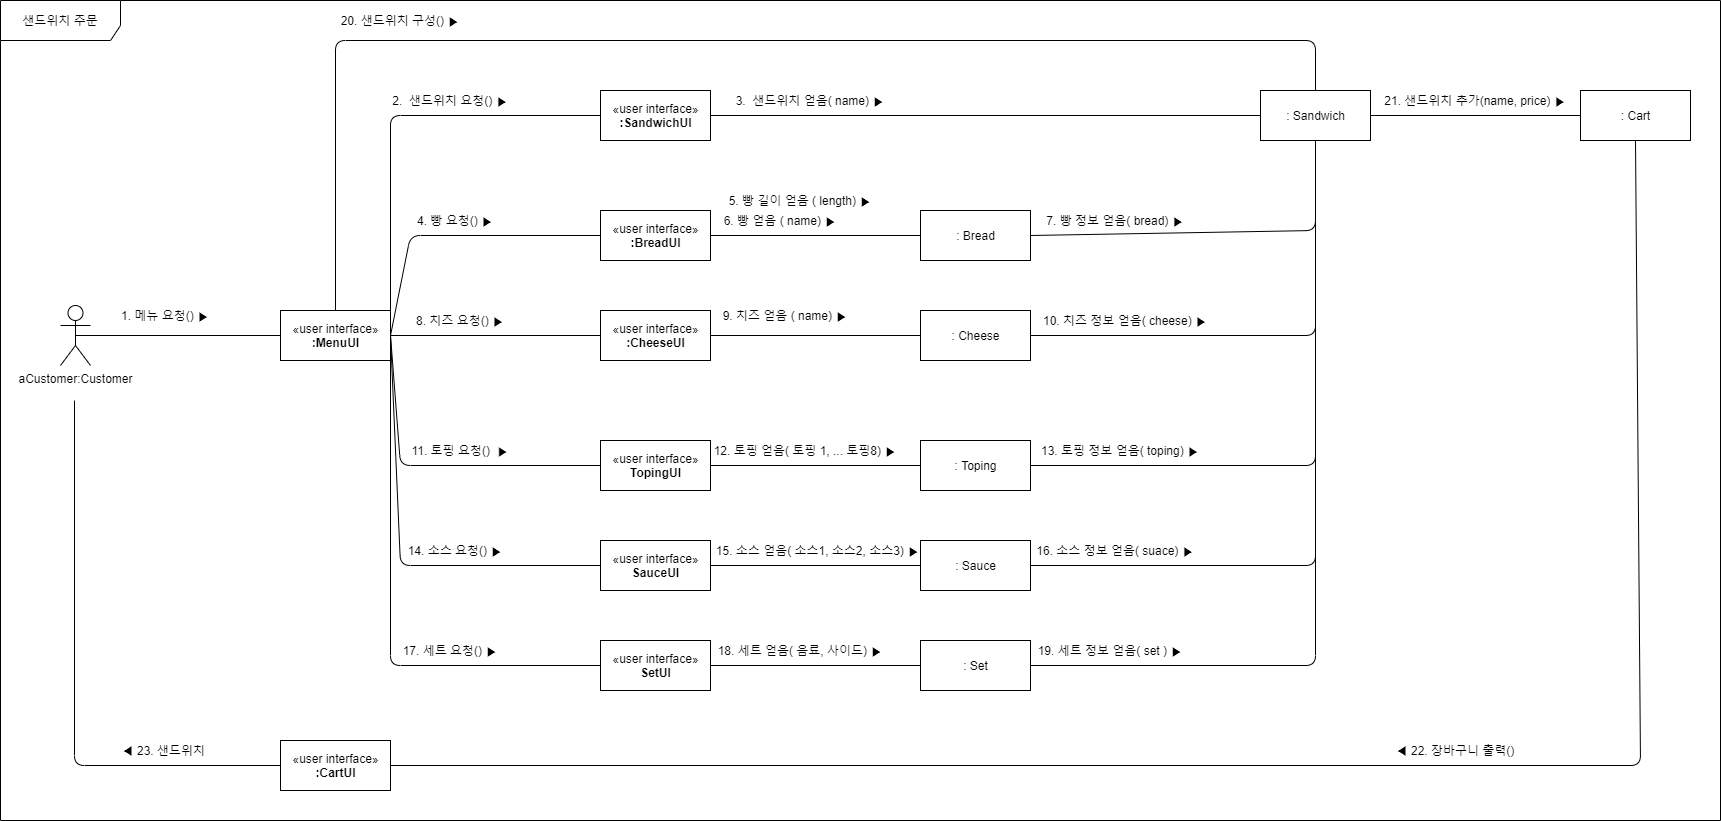 샌드위치 주문
20. 샌드위치 구성() ▶
2. 샌드위치 요청() ▶
«user interface»
:SandwichUI
3. 샌드위치 얻음( name) ▶
: Sandwich
21. 샌드위치 추가(name, price) ▶
: Cart
4. 빵 요청() ▶
«user interface»
:BreadUI
5. 빵 길이 얻음 ( length) ▶
6. 빵 얻음 ( name) ▶
: Bread
7. 빵 정보 얻음( bread) ▶
aCustomer:Customer
1. 메뉴 요청() ▶
«user interface»
:MenuUI
8. 치즈 요청() ▶
«user interface»
:CheeseUI
9. 치즈 얻음 ( name) ▶
: Cheese
10. 치즈 정보 얻음( cheese) ▶
11. 토핑 요청() ▶
«user interface»
TopingUI
12. 토핑 얻음( 토핑 1, ... 토핑8) ▶
: Toping
13. 토핑 정보 얻음( toping) ▶
14. 소스 요청() ▶
«user interface»
SauceUI
15. 소스 얻음( 소스1, 소스2, 소스3) ▶
: Sauce
16. 소스 정보 얻음( suace) ▶
17. 세트 요청() ▶
«user interface»
SetUI
18. 세트 얻음( 음료, 사이드) ▶
: Set
19. 세트 정보 얻음( set ) ▶
◀ 23. 샌드위치
«user interface»
:CartUI
◀ 22. 장바구니 출력()